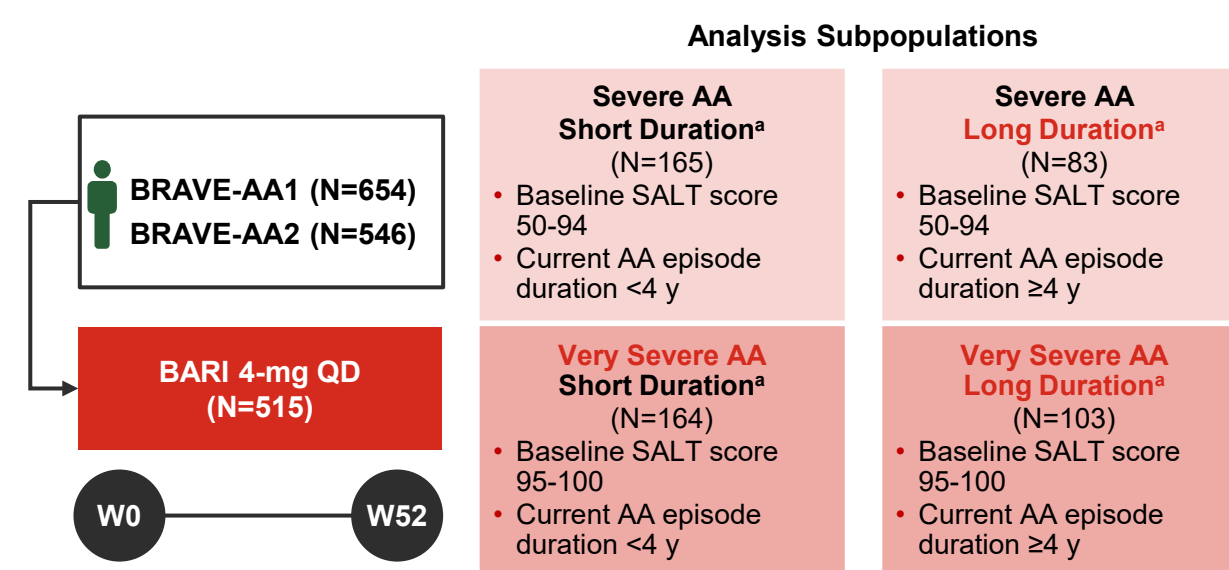 Analysis Subpopulations
BRAVE-AA1 (N=654)
BRAVE-AA2 (N=546)
BARI 4-mg QD
(N=515)
W0
W52
Severe AA
Short Durationᵃ
(N=165)
• Baseline SALT score
50-94
• Current AA episode
duration <4 y
Severe AA
Long Durationᵃ
(N=83)
• Baseline SALT score
50-94
• Current AA episode
duration ≥4 y
Very Severe AA
Short Durationᵃ
(N=164)
• Baseline SALT score
95-100
• Current AA episode
duration <4 y
Very Severe AA
Long Durationᵃ
(N=103)
• Baseline SALT score
95-100
• Current AA episode
duration ≥4 y